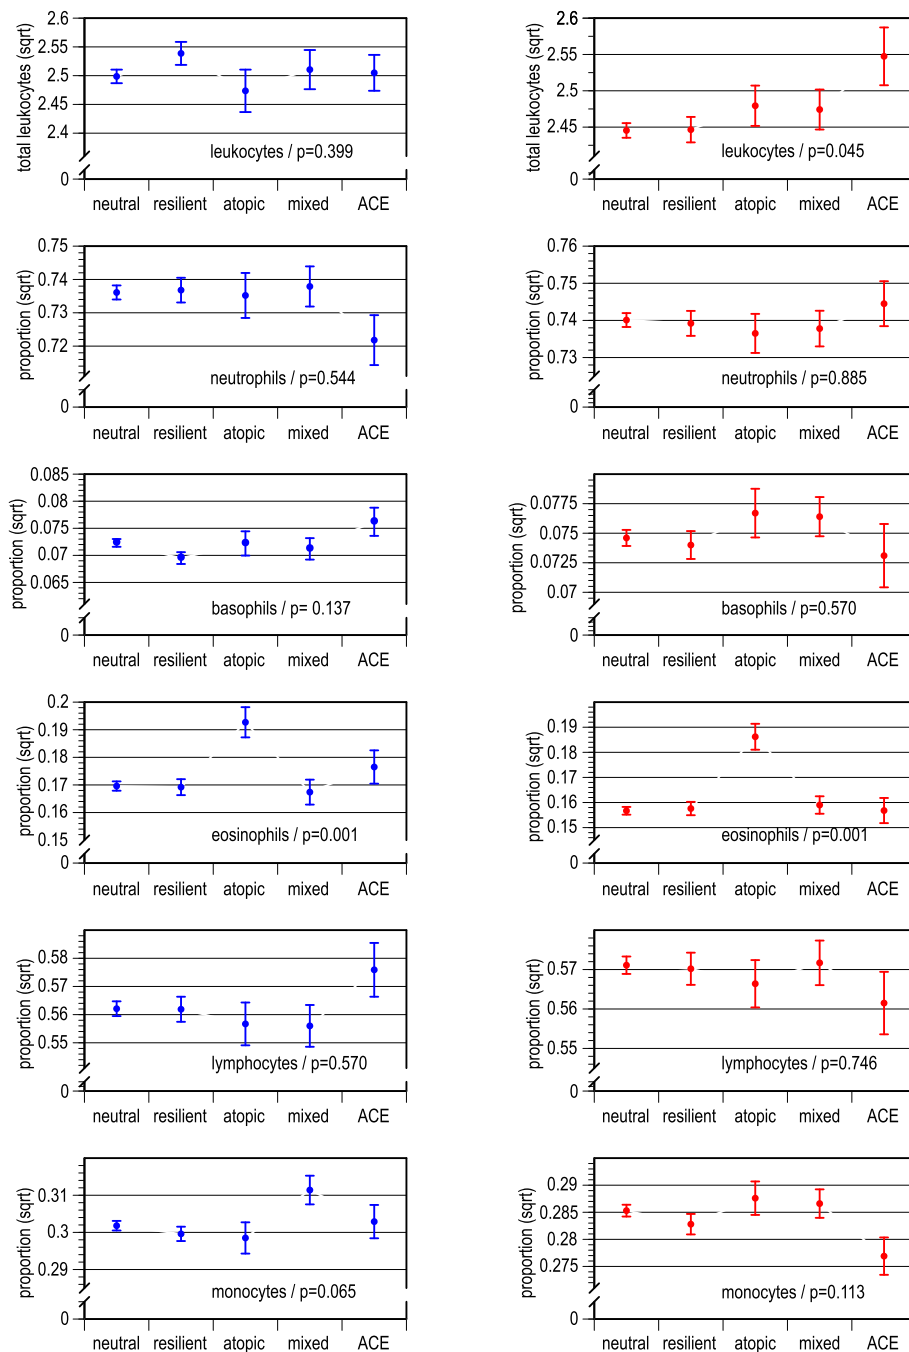 total leukocytes (sqrt)
2.6
2.55
2.5
2.45
2.4
0
leukocytes / p=0.399
neutral resilient atopic mixed ACE
total leukocytes (sqrt)
2.6
2.55
2.45
0
leukocytes / p=0.045
neutral resilient atopic mixed ACE
proportion (sqrt)
0.75
0.74
0.73
0.72
0
neutrophils / p=0.544
neutral resilient atopic mixed ACE
proportion (sqrt)
0.76
0.75
0.74
0.73
0
neutrophils / p=0.885
neutral resilient atopic mixed ACE
proportion (sqrt)
0.085
0.08
0.075
0.07
0.065
0
basophils / p= 0.137
neutral resilient atopic mixed ACE
proportion (sqrt)
0.0775
0.075
0.0725
0.07
0
basophils / p=0.570
neutral resilient atopic mixed ACE
proportion (sqrt)
0.2
0.19
0.18
0.17
0.16
0.15
0
eosinophils / p=0.001
neutral resilient atopic mixed ACE
proportion (sqrt)
0.19
0.18
0.17
0.16
0.15
0
eosinophils / p=0.001
neutral resilient atopic mixed ACE
proportion (sqrt)
0.58
0.57
0.56
0.55
0
lymphocytes / p=0.570
neutral resilient atopic mixed ACE
proportion (sqrt)
0.57
0.56
0.55
0
lymphocytes / p=0.746
neutral resilient atopic mixed ACE
proportion (sqrt)
0.31
0.3
0.29
0
monocytes / p=0.065
neutral resilient atopic mixed ACE
proportion (sqrt)
0.29
0.285
0.28
0.275
0
monocytes / p=0.113
neutral resilient atopic mixed ACE